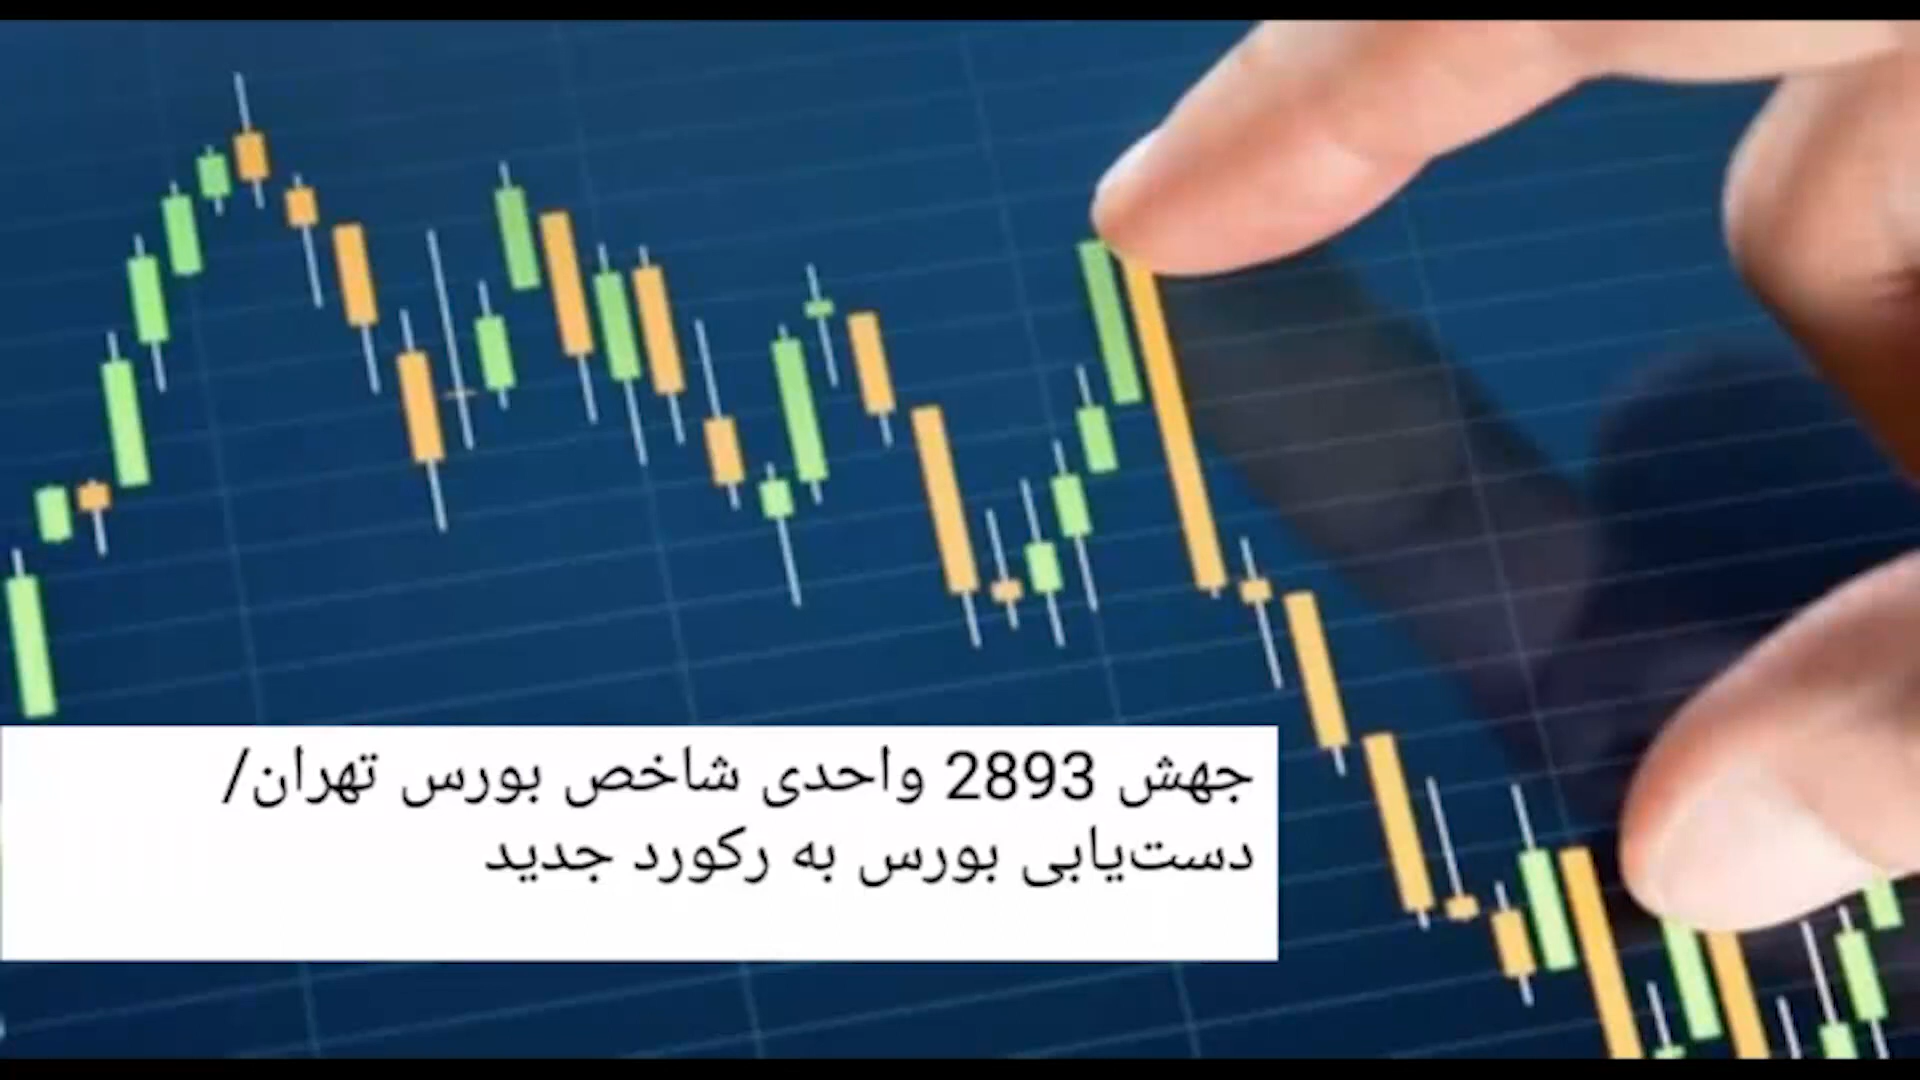 جهش 2893 واحدی شاخص بورس تهران/
دست‌یابی بورس به رکورد جدید